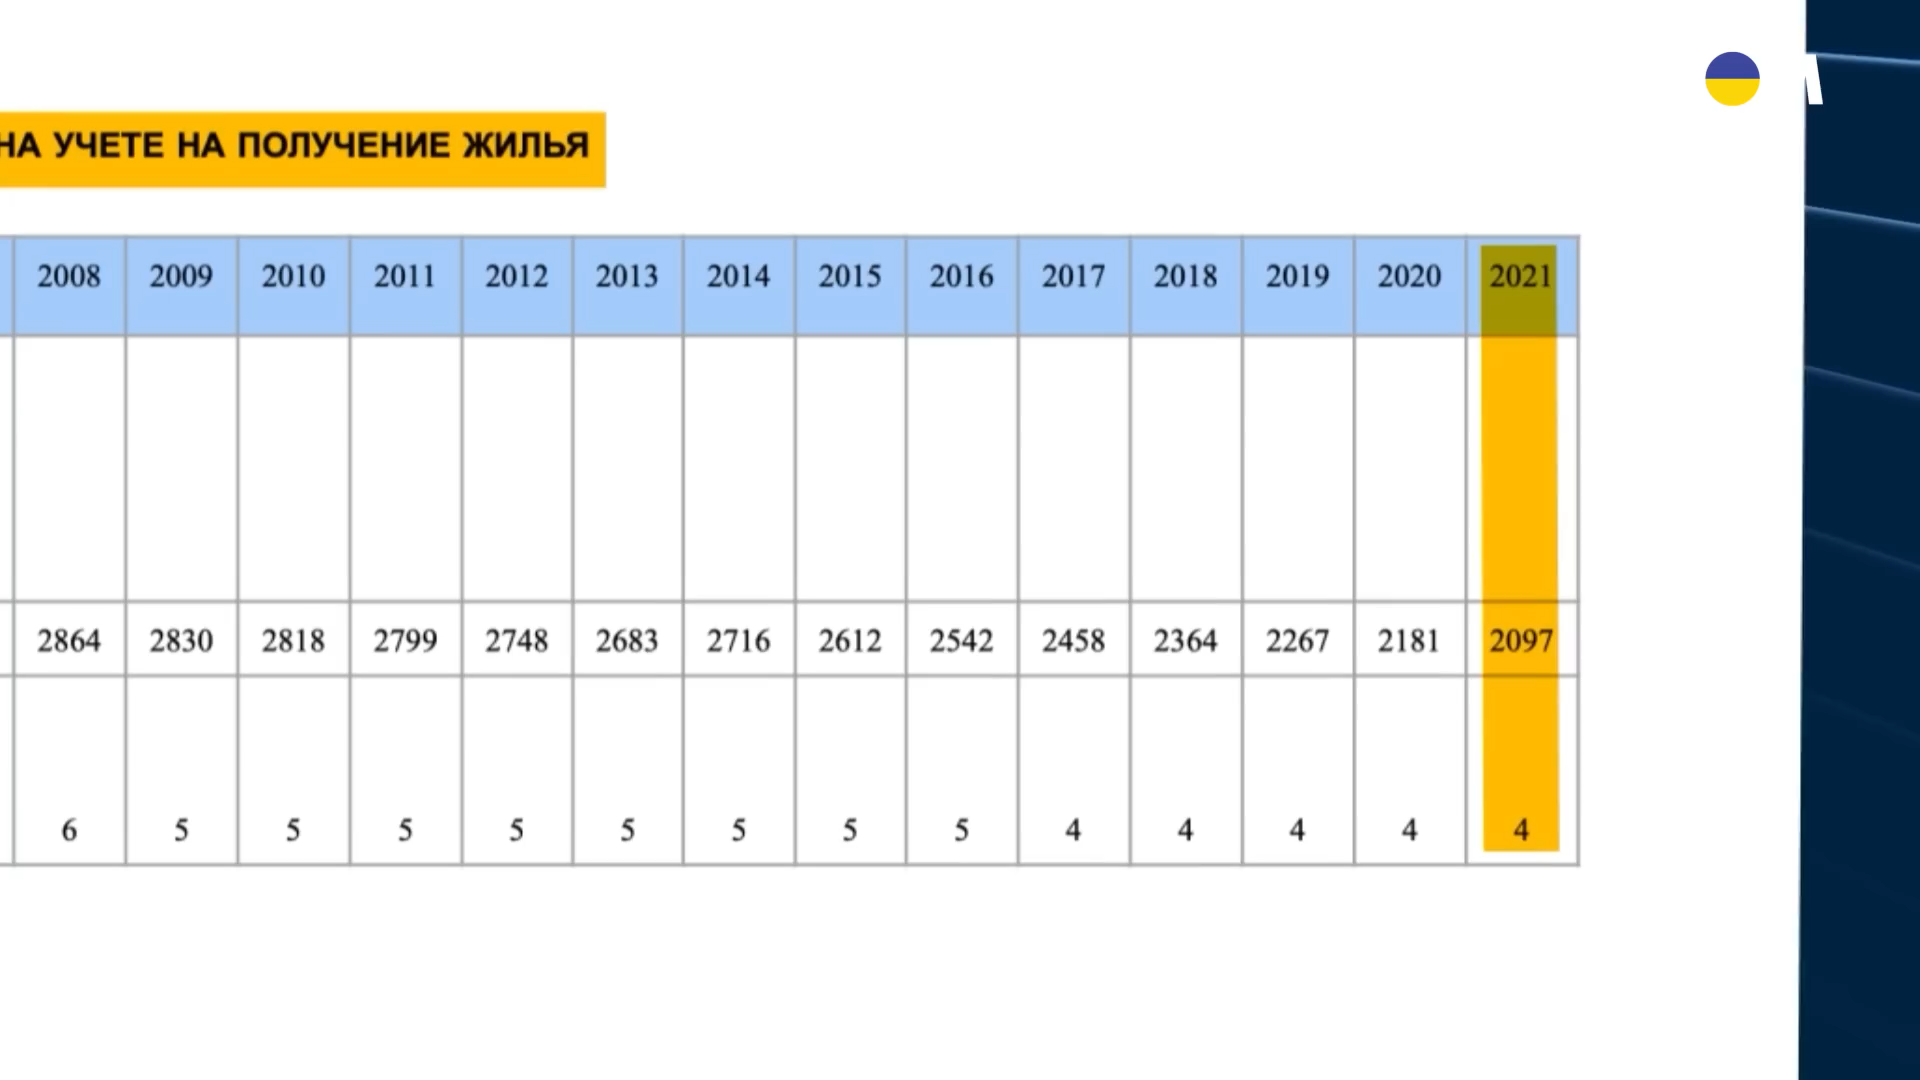 НА УЧЕТЕ НА ПОЛУЧЕНИЕ ЖИЛЬЯ
2008 2009 2010 2011 2012 2013 2014 2015 2016 2017 2018 2019 2020 2021
2864 2830 2818 2799 2748 2683 2716 2612 2542 2458 2364 2267 2181 2097
6 5 5 5 5 5 5 5 5 4 4 4 4 4